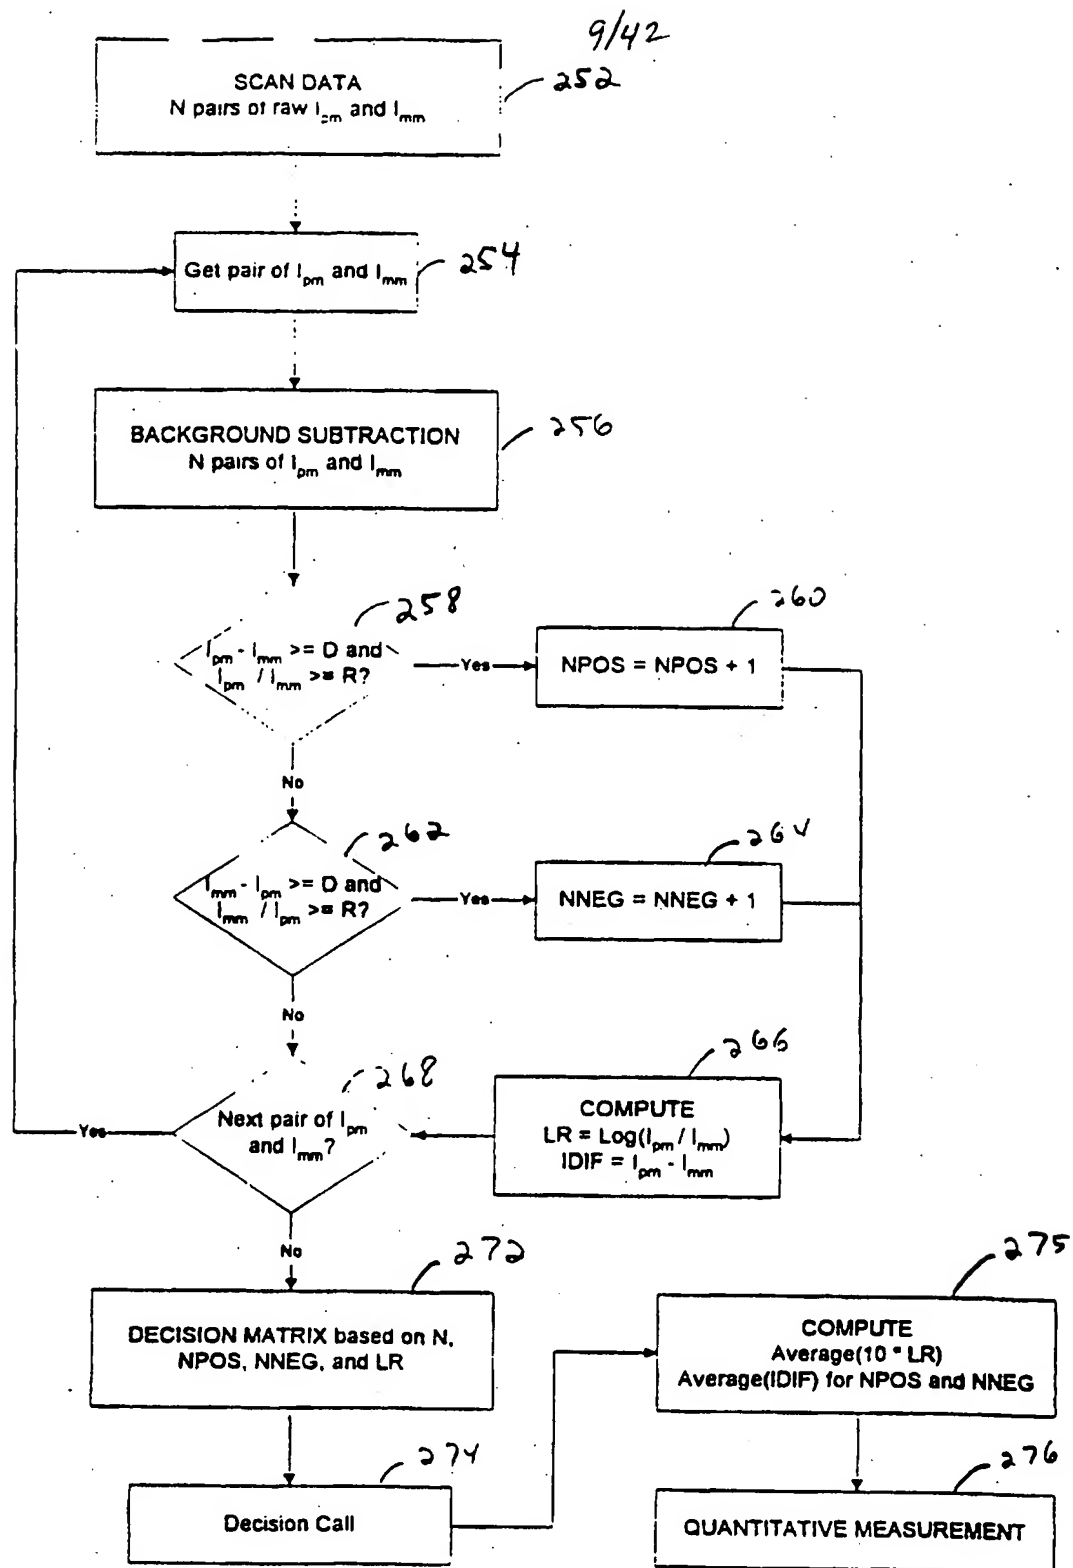 9/42
SCAN DATA
N pairs of raw I_pm and I_mm
252
Get pair of I_pm and I_mm
254
BACKGROUND SUBTRACTION
N pairs of I_pm and I_mm
256
258
I_pm - I_mm >= D and
I_pm / I_mm >= R?
Yes
260
NPOS = NPOS + 1
No
262
I_mm - I_pm >= D and
I_mm / I_pm >= R?
Yes
264
NNEG = NNEG + 1
No
268
Next pair of I_pm
and I_mm?
Yes
266
COMPUTE
LR = Log(I_pm / I_mm)
IDIF = I_pm - I_mm
No
272
DECISION MATRIX based on N,
NPOS, NNEG, and LR
274
Decision Call
275
COMPUTE
Average(10 * LR)
Average(IDIF) for NPOS and NNEG
276
QUANTITATIVE MEASUREMENT